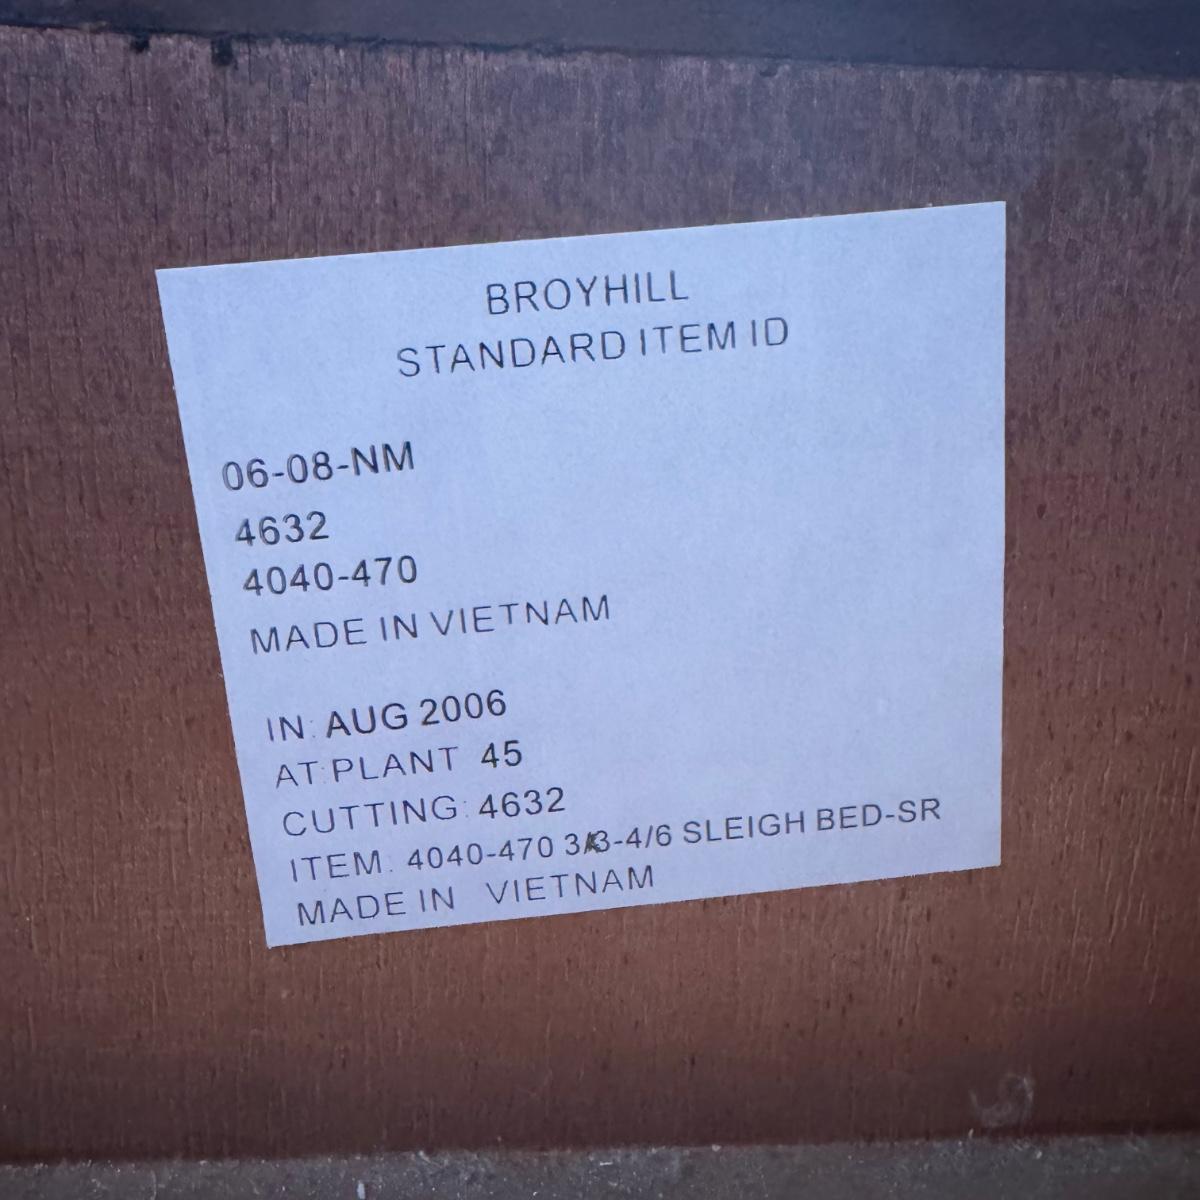 BROYHILL
STANDARD ITEM ID
06-08-NM
4632
4040-470
MADE IN VIETNAM
IN: AUG 2006
AT:PLANT 45
CUTTING: 4632
ITEM: 4040-470 3/3-4/6 SLEIGH BED-SR
MADE IN VIETNAM